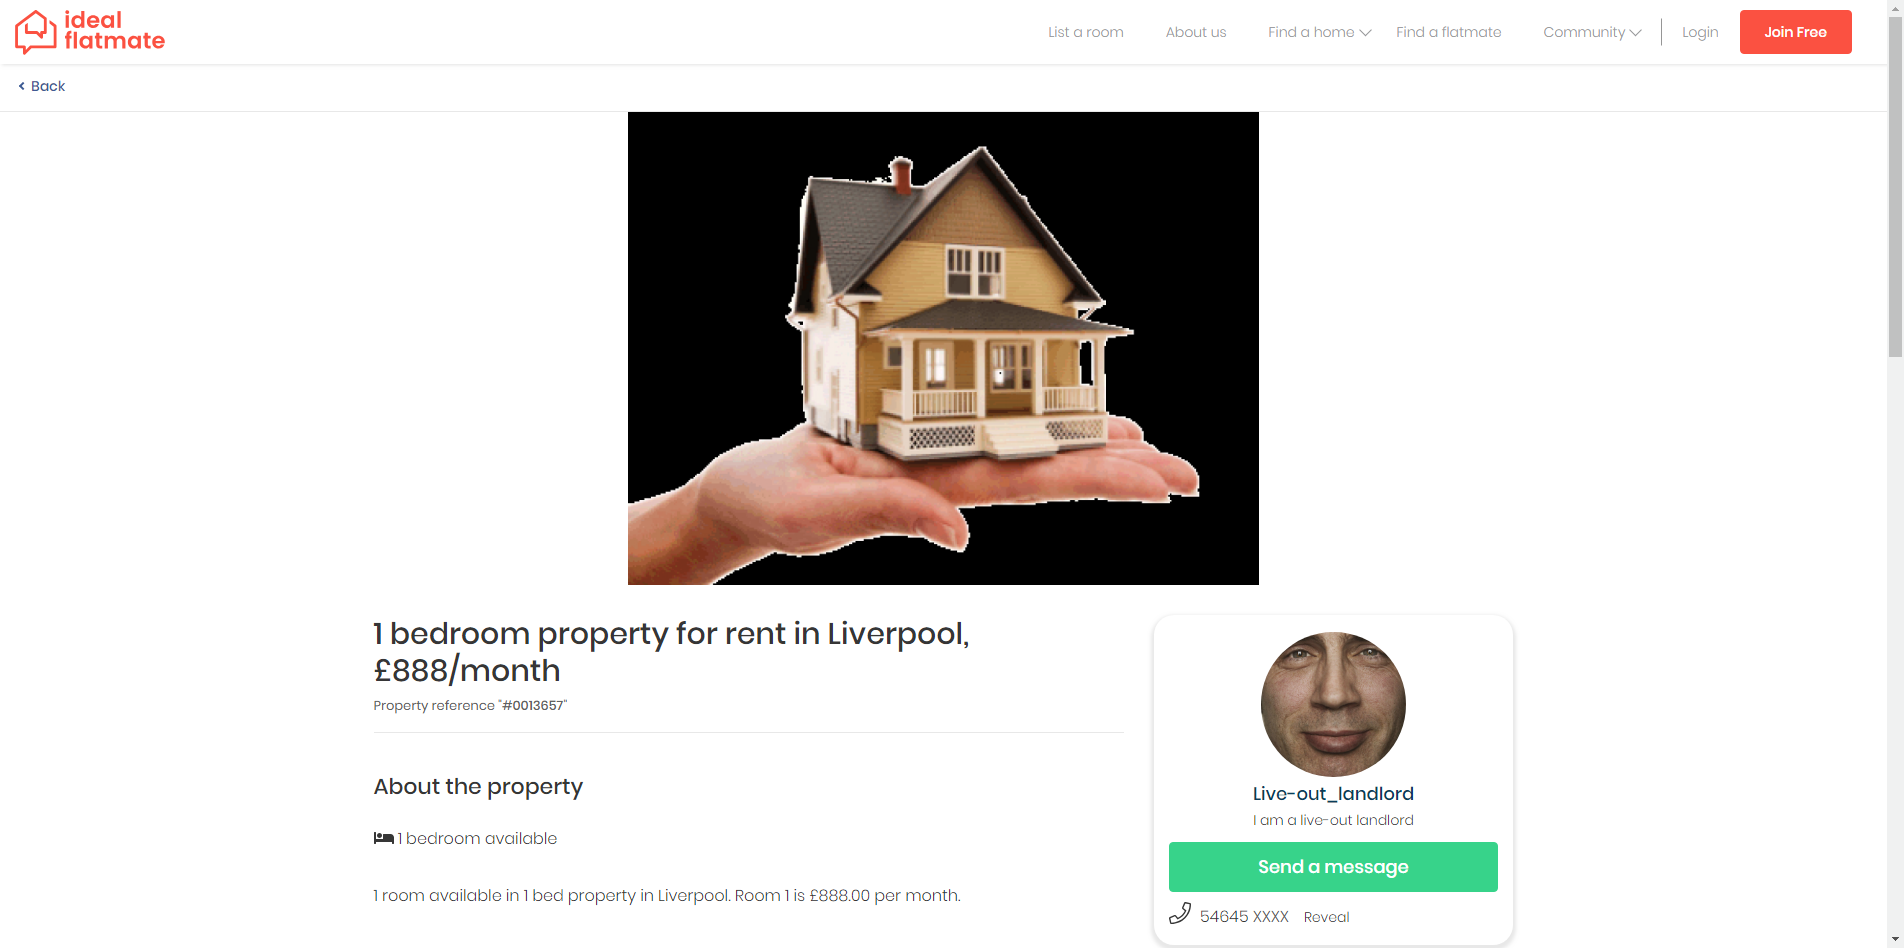 ideal
flatmate
List a room
About us
Find a home
Find a flatmate
Community
Login
Join Free
Back
1 bedroom property for rent in Liverpool,
£888/month
Property reference "#0013657"
About the property
1 bedroom available
1 room available in 1 bed property in Liverpool. Room 1 is £888.00 per month.
Live-out_landlord
I am a live-out landlord
Send a message
54645 XXXX Reveal